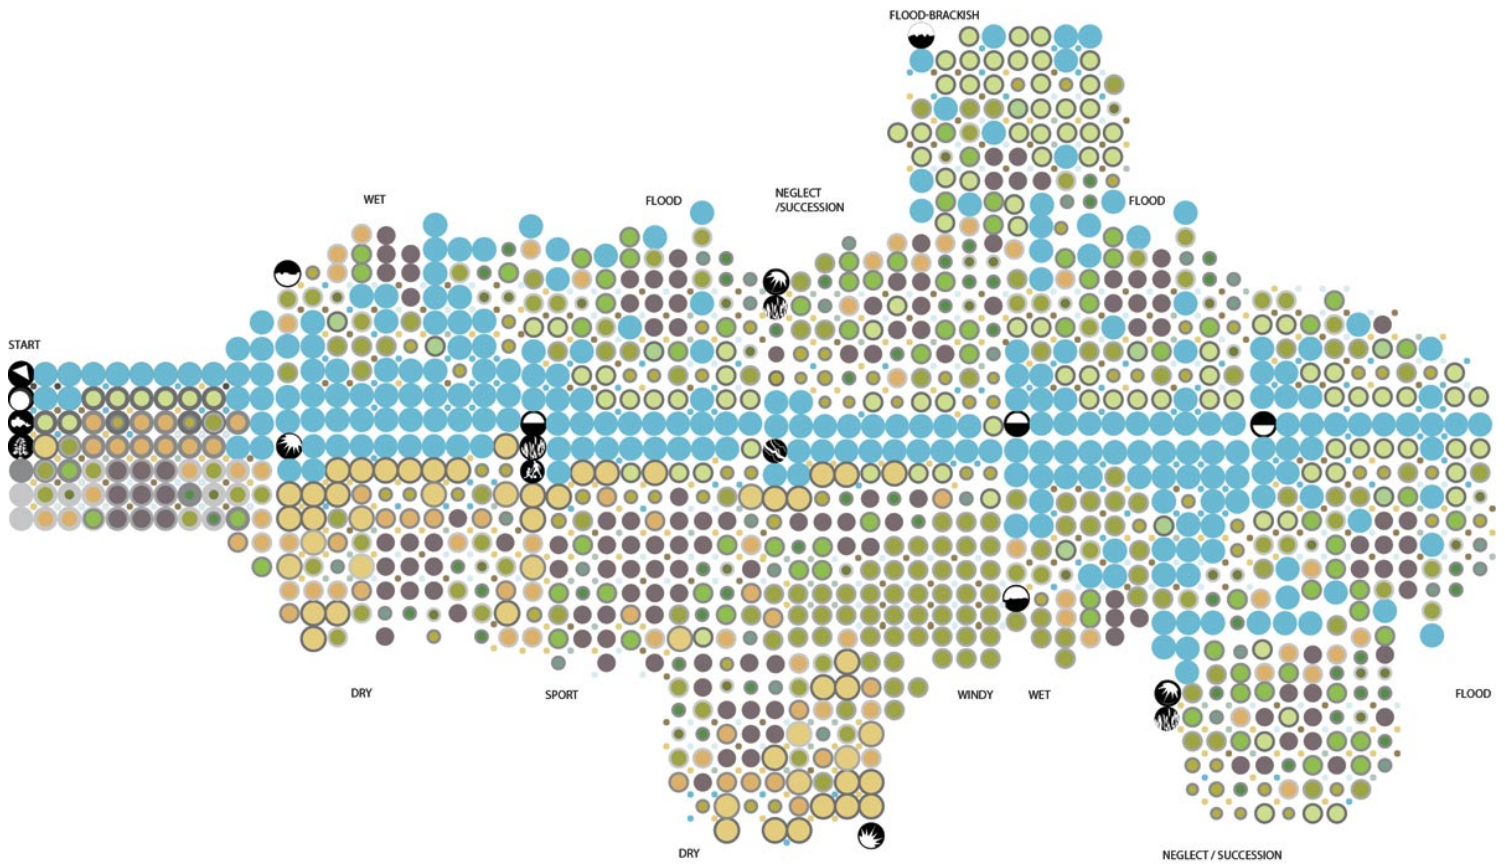 FLOOD-BRACKISH
WET
FLOOD
NEGLECT
/SUCCESSION
FLOOD
START
DRY
SPORT
WINDY
WET
FLOOD
DRY
NEGLECT / SUCCESSION